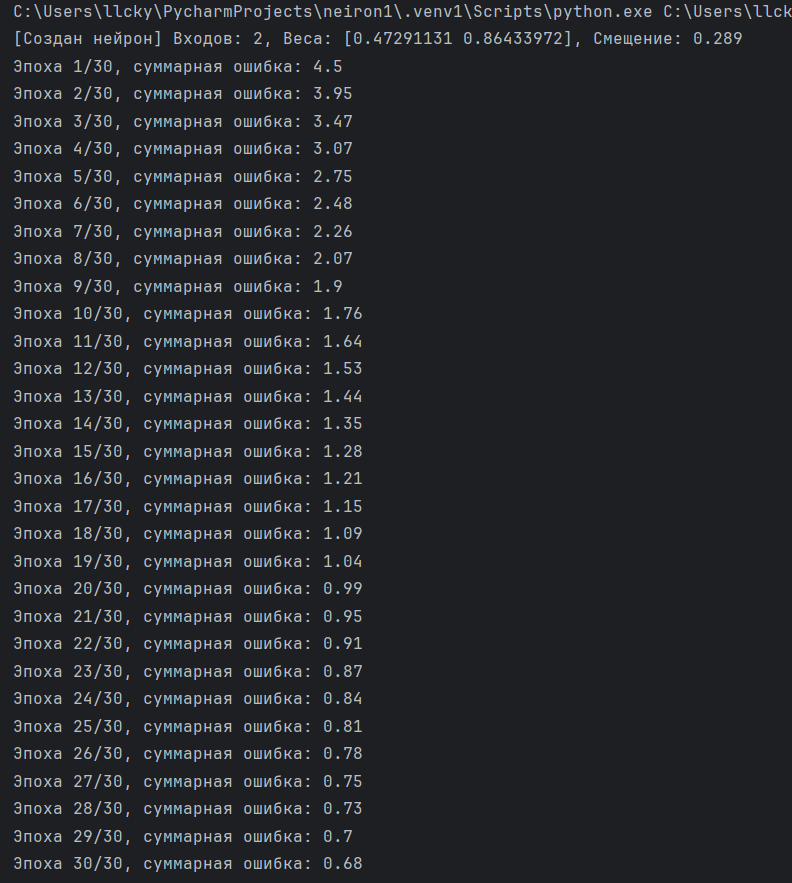 C:\Users\llcky\PycharmProjects\neiron1\.venv1\Scripts\python.exe C:\Users\llck
[Создан нейрон] Входов: 2, Веса: [0.47291131 0.86433972], Смещение: 0.289
Эпоха 1/30, суммарная ошибка: 4.5
Эпоха 2/30, суммарная ошибка: 3.95
Эпоха 3/30, суммарная ошибка: 3.47
Эпоха 4/30, суммарная ошибка: 3.07
Эпоха 5/30, суммарная ошибка: 2.75
Эпоха 6/30, суммарная ошибка: 2.48
Эпоха 7/30, суммарная ошибка: 2.26
Эпоха 8/30, суммарная ошибка: 2.07
Эпоха 9/30, суммарная ошибка: 1.9
Эпоха 10/30, суммарная ошибка: 1.76
Эпоха 11/30, суммарная ошибка: 1.64
Эпоха 12/30, суммарная ошибка: 1.53
Эпоха 13/30, суммарная ошибка: 1.44
Эпоха 14/30, суммарная ошибка: 1.35
Эпоха 15/30, суммарная ошибка: 1.28
Эпоха 16/30, суммарная ошибка: 1.21
Эпоха 17/30, суммарная ошибка: 1.15
Эпоха 18/30, суммарная ошибка: 1.09
Эпоха 19/30, суммарная ошибка: 1.04
Эпоха 20/30, суммарная ошибка: 0.99
Эпоха 21/30, суммарная ошибка: 0.95
Эпоха 22/30, суммарная ошибка: 0.91
Эпоха 23/30, суммарная ошибка: 0.87
Эпоха 24/30, суммарная ошибка: 0.84
Эпоха 25/30, суммарная ошибка: 0.81
Эпоха 26/30, суммарная ошибка: 0.78
Эпоха 27/30, суммарная ошибка: 0.75
Эпоха 28/30, суммарная ошибка: 0.73
Эпоха 29/30, суммарная ошибка: 0.7
Эпоха 30/30, суммарная ошибка: 0.68